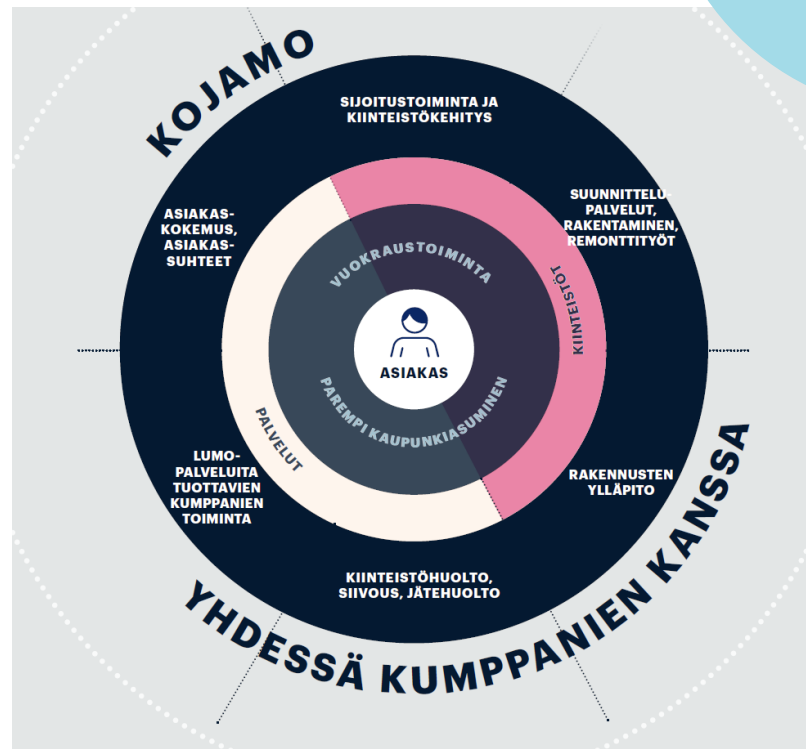 KOJAMO
SIJOITUSTOIMINTA JA
KIINTEISTÖKEHITYS
SUUNNITTELU-
PALVELUT,
RAKENTAMINEN,
REMONTTITYÖT
ASIAKAS-
KOKEMUS,
ASIAKAS-
SUHTEET
VUOKRAUSTOIMINTA
KIINTEISTÖT
ASIAKAS
PAREMPI KAUPUNKIASUMINEN
PALVELUT
LUMO-
PALVELUITA
TUOTTAVIEN
KUMPPANIEN
TOIMINTA
RAKENNUSTEN
YLLÄPITO
KIINTEISTÖHUOLTO,
SIIVOUS, JÄTEHUOLTO
YHDESSÄ KUMPPANIEN KANSSA